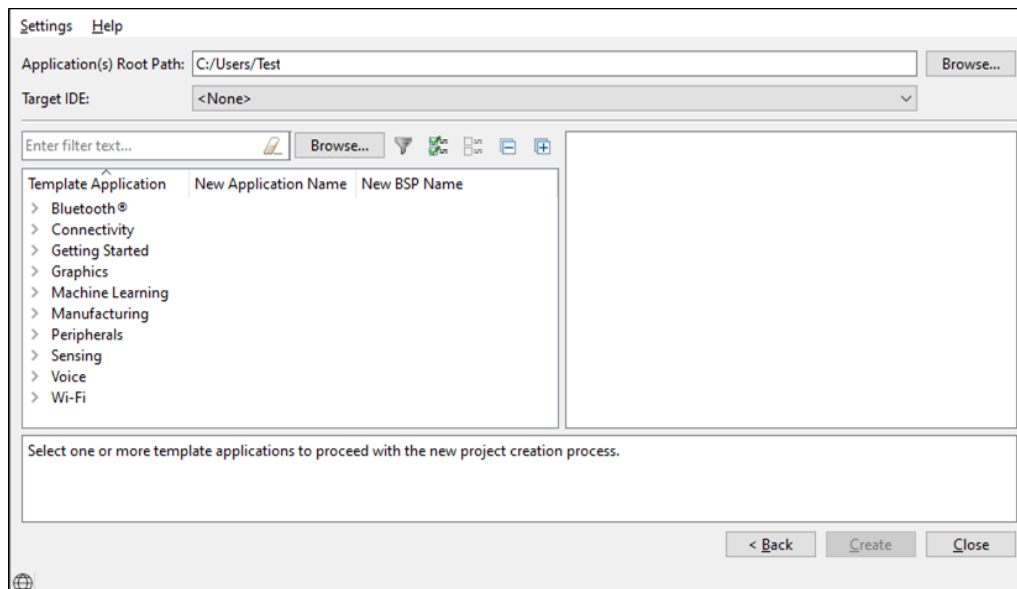 Settings Help
Application(s) Root Path: C:/Users/Test Browse...
Target IDE: <None>
Enter filter text... Browse...
Template Application New Application Name New BSP Name
Bluetooth®
Connectivity
Getting Started
Graphics
Machine Learning
Manufacturing
Peripherals
Sensing
Voice
Wi-Fi
Select one or more template applications to proceed with the new project creation process.
< Back Create Close